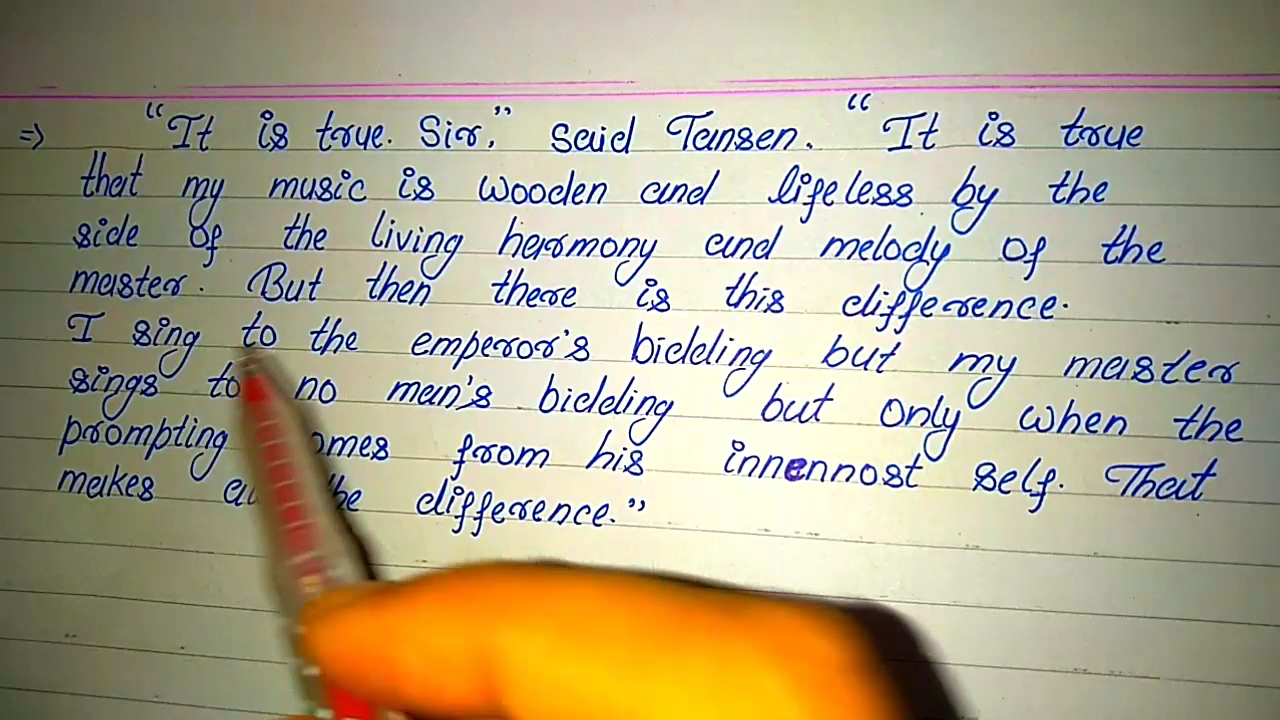 => "It is true. Sir," said Tansen. "It is true
that my music is wooden and lifeless by the
side of the living harmony and melody of the
master. But then there is this difference.
I sing to the emperor's bidding but my master
sings to no man's bidding but only when the
prompting omes from his innennost self. That
makes a the difference."